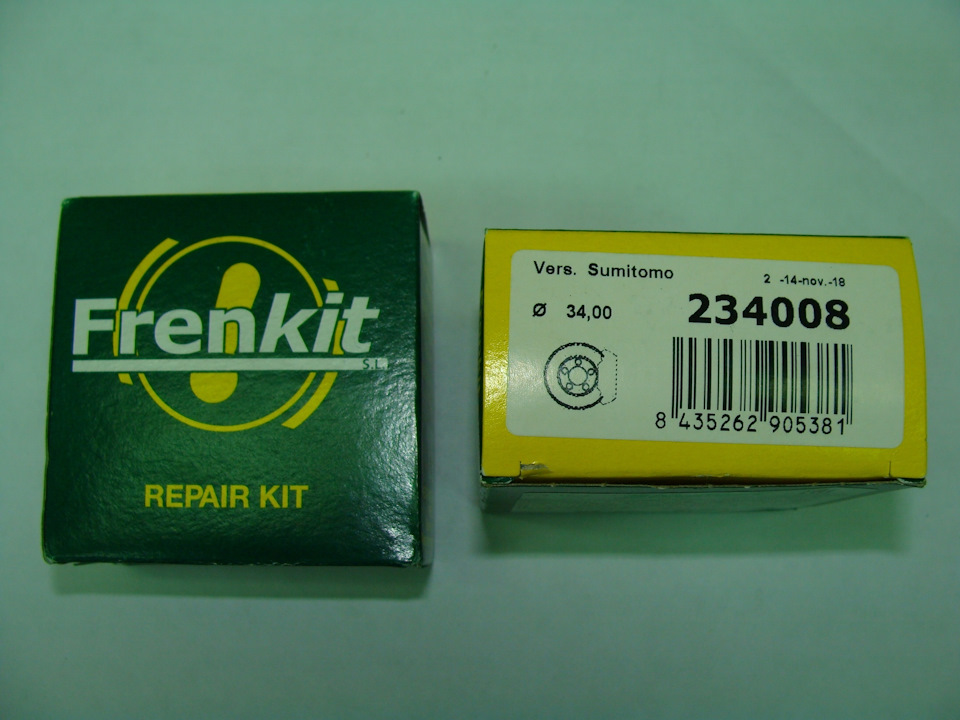 Frenkit
S.L.
REPAIR KIT
Vers. Sumitomo
2 -14-nov.-18
Ø 34,00
234008
8 435262 905381